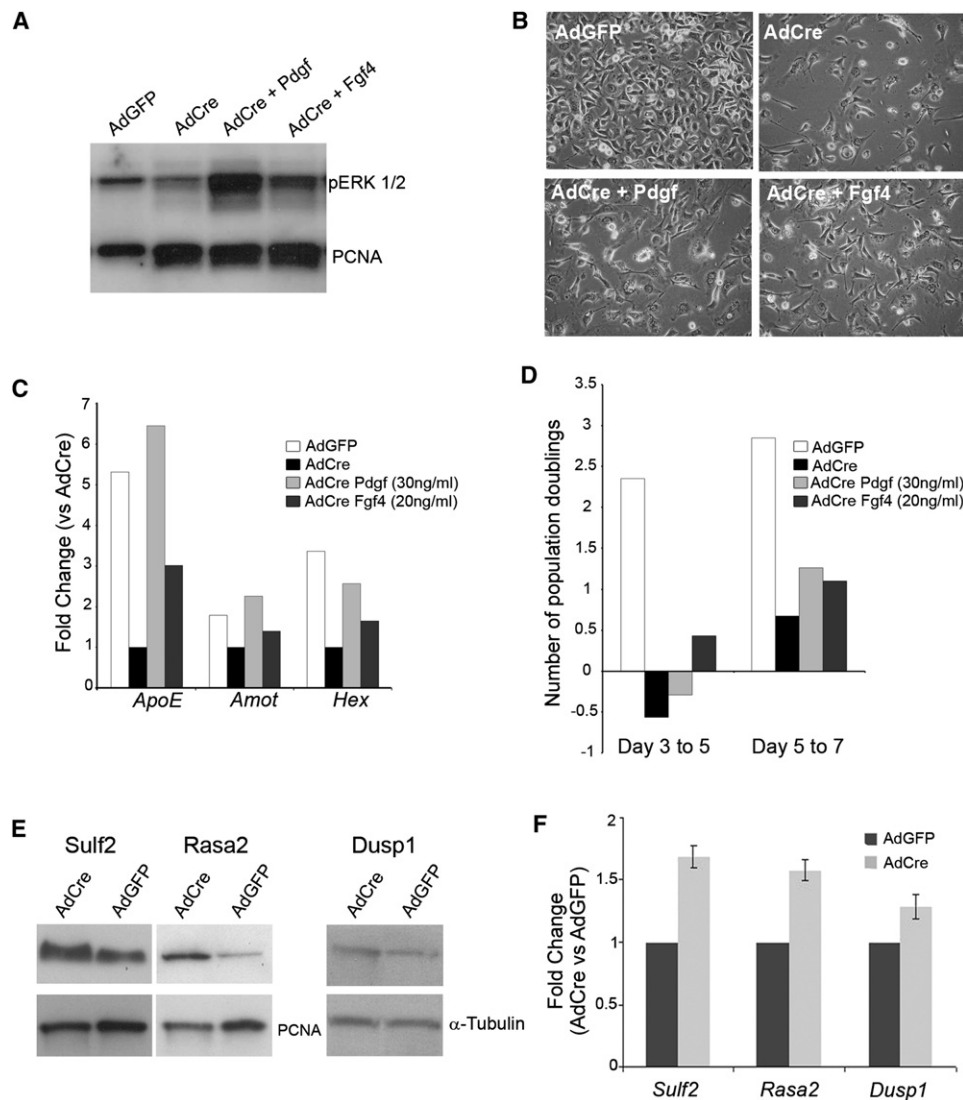 A
AdGFP
AdCre
AdCre + Pdgf
AdCre + Fgf4
pERK 1/2
PCNA
B
AdGFP
AdCre
AdCre + Pdgf
AdCre + Fgf4
C
Fold Change (vs AdCre)
7
6
5
4
3
2
1
0
AdGFP
AdCre
AdCre Pdgf (30ng/ml)
AdCre Fgf4 (20ng/ml)
ApoE
Amot
Hex
D
Number of population doublings
3.5
3
2.5
2
1.5
1
0.5
0
-0.5
-1
AdGFP
AdCre
AdCre Pdgf (30ng/ml)
AdCre Fgf4 (20ng/ml)
Day 3 to 5
Day 5 to 7
E
Sulf2
Rasa2
Dusp1
AdCre
AdGFP
AdCre
AdGFP
AdCre
AdGFP
PCNA
α-Tubulin
F
Fold Change
(AdCre vs AdGFP)
2
1.5
1
0.5
0
AdGFP
AdCre
Sulf2
Rasa2
Dusp1